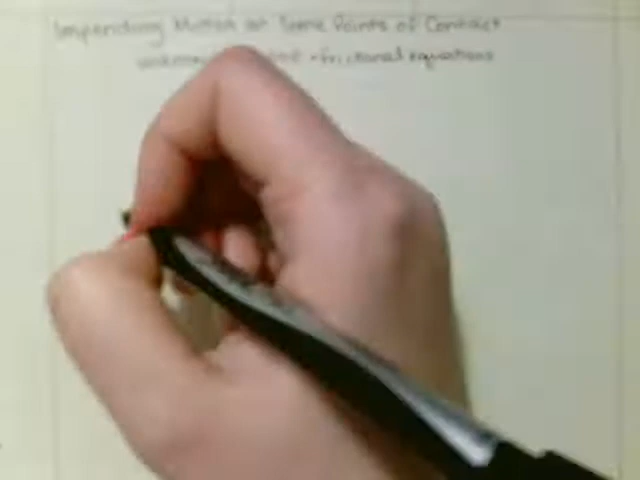 Impending Motion at Some Points of Contact
frictional equations